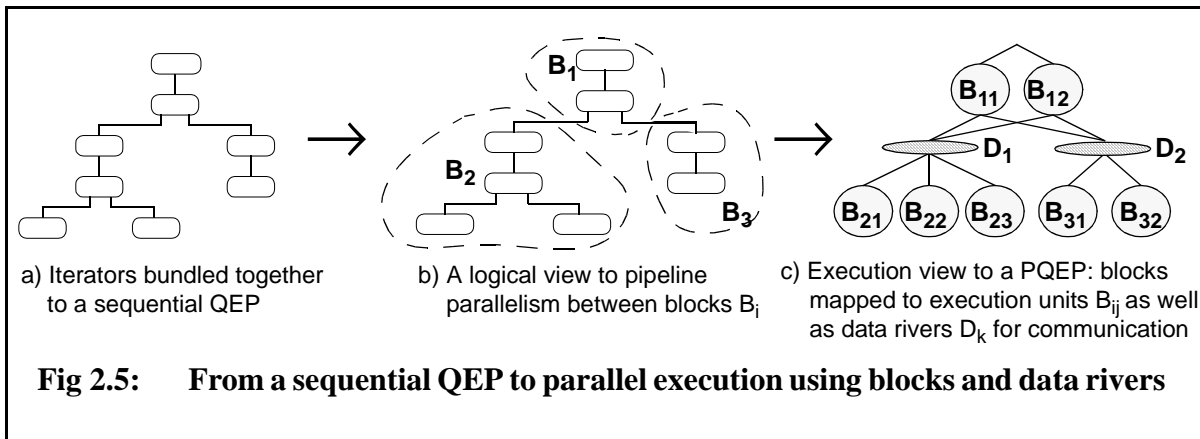 B1
B2
B3
B11 B12
D1 D2
B21 B22 B23 B31 B32
a) Iterators bundled together
to a sequential QEP
b) A logical view to pipeline
parallelism between blocks Bi
c) Execution view to a PQEP: blocks
mapped to execution units Bij as well
as data rivers Dk for communication
Fig 2.5: From a sequential QEP to parallel execution using blocks and data rivers